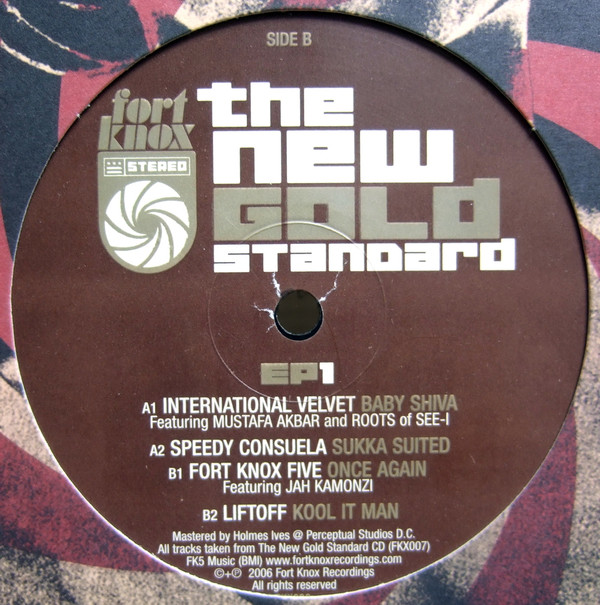 SIDE B
fort
knox
STEREO
the
new
GOLD
standard
EP1
A1 INTERNATIONAL VELVET BABY SHIVA
Featuring MUSTAFA AKBAR and ROOTS of SEE-I
A2 SPEEDY CONSUELA SUKKA SUITED
B1 FORT KNOX FIVE ONCE AGAIN
Featuring JAH KAMONZI
B2 LIFTOFF KOOL IT MAN
Mastered by Holmes Ives @ Perceptual Studios D.C.
All tracks taken from The New Gold Standard CD (FKX007)
FK5 Music (BMI) www.fortknoxrecordings.com
©+℗ 2006 Fort Knox Recordings
All rights reserved